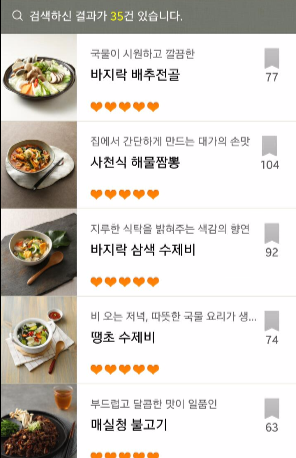 검색하신 결과가 35건 있습니다.
국물이 시원하고 깔끔한
바지락 배추전골
77
집에서 간단하게 만드는 대가의 손맛
사천식 해물짬뽕
104
지루한 식탁을 밝혀주는 색감의 향연
바지락 삼색 수제비
92
비 오는 저녁, 따뜻한 국물 요리가 생...
땡초 수제비
74
부드럽고 달콤한 맛이 일품인
매실청 불고기
63